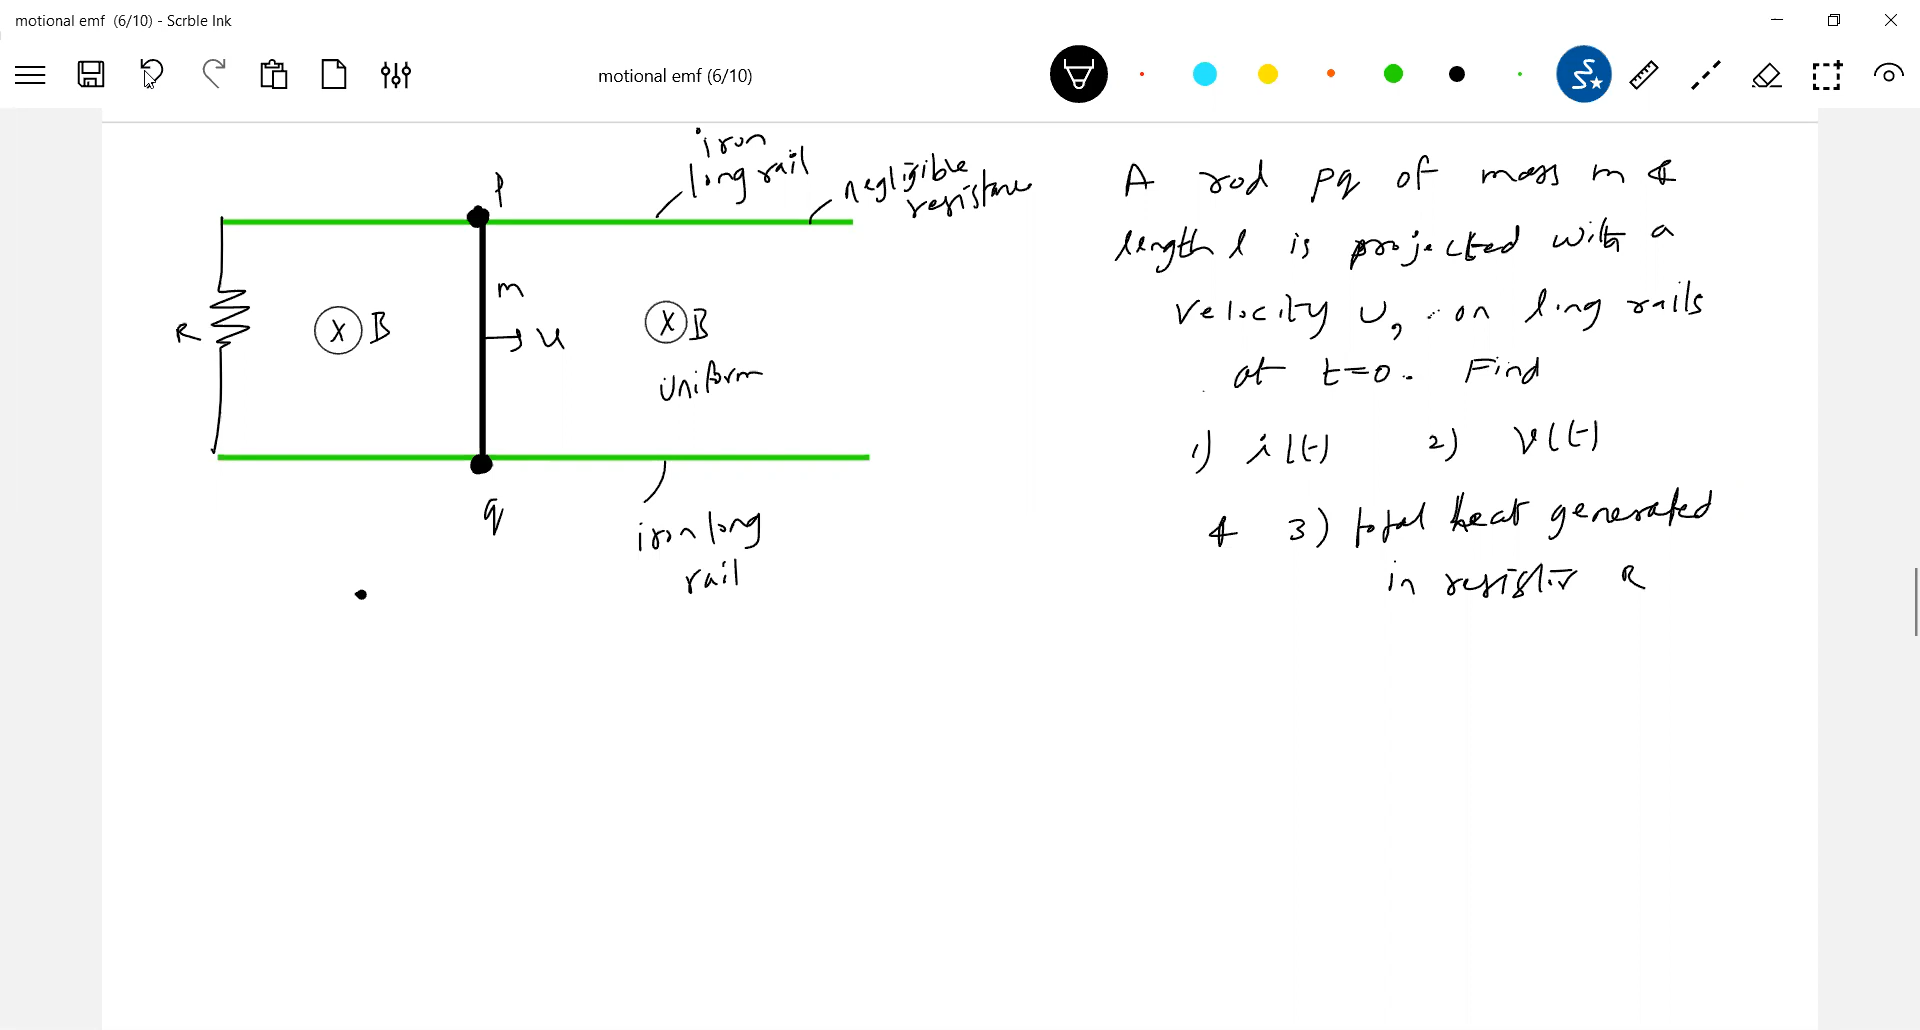 motional emf (6/10) - Scrble Ink
motional emf (6/10)
iron
long rail
negligible
resistance
p
m
R
B
u
B
uniform
q
iron long
rail
A rod pq of mass m &
length l is projected with a
velocity u, on long rails
at t=0. Find
1) i(t) 2) v(t)
& 3) total heat generated
in resistor R